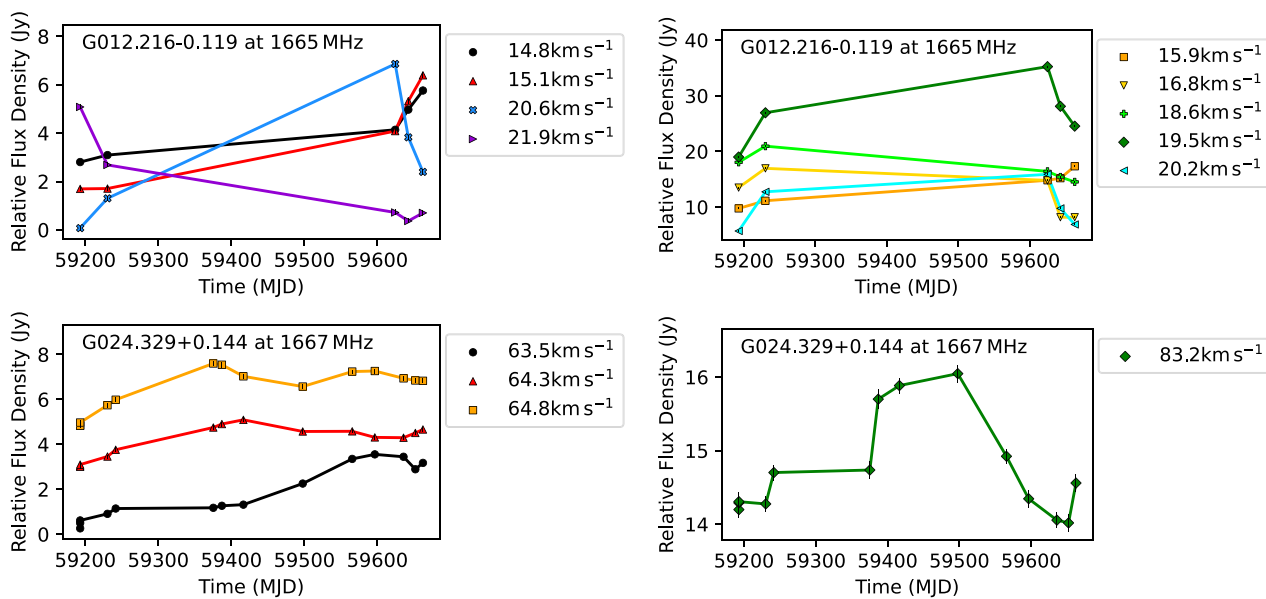 G012.216-0.119 at 1665 MHz
Relative Flux Density (Jy)
8
6
4
2
0
59200 59300 59400 59500 59600
Time (MJD)
14.8km s⁻¹
15.1km s⁻¹
20.6km s⁻¹
21.9km s⁻¹
G012.216-0.119 at 1665 MHz
Relative Flux Density (Jy)
40
30
20
10
59200 59300 59400 59500 59600
Time (MJD)
15.9km s⁻¹
16.8km s⁻¹
18.6km s⁻¹
19.5km s⁻¹
20.2km s⁻¹
G024.329+0.144 at 1667 MHz
Relative Flux Density (Jy)
8
6
4
2
0
59200 59300 59400 59500 59600
Time (MJD)
63.5km s⁻¹
64.3km s⁻¹
64.8km s⁻¹
G024.329+0.144 at 1667 MHz
Relative Flux Density (Jy)
16
15
14
59200 59300 59400 59500 59600
Time (MJD)
83.2km s⁻¹